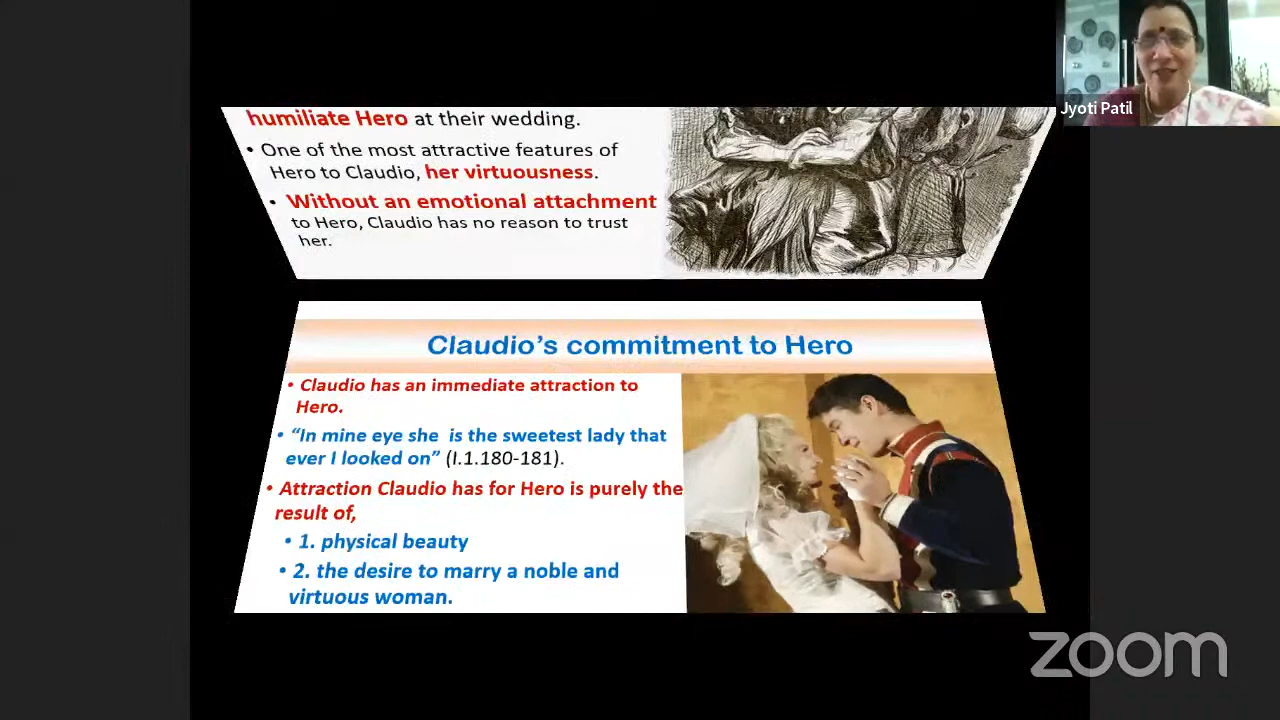 Jyoti Patil
humiliate Hero at their wedding.
• One of the most attractive features of
Hero to Claudio, her virtuousness.
• Without an emotional attachment
to Hero, Claudio has no reason to trust
her.
Claudio’s commitment to Hero
• Claudio has an immediate attraction to
Hero.
• “In mine eye she is the sweetest lady that
ever I looked on” (I.1.180-181).
• Attraction Claudio has for Hero is purely the
result of,
• 1. physical beauty
• 2. the desire to marry a noble and
virtuous woman.
zoom